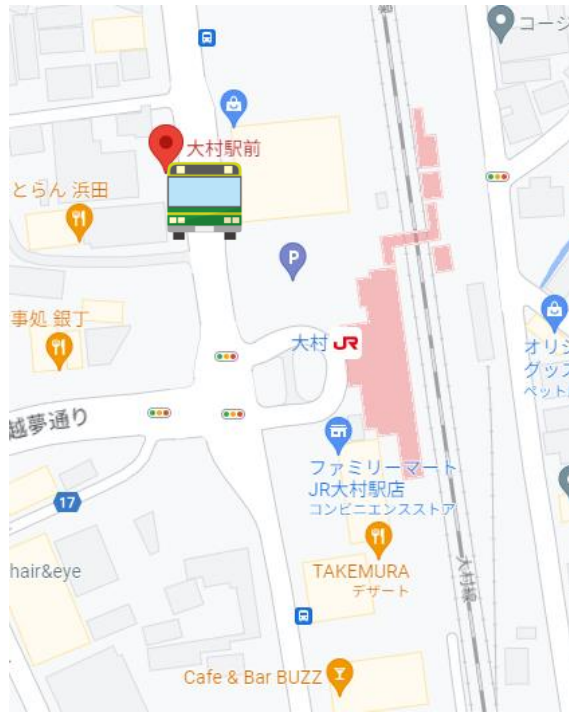 コージ
大村駅前
とらん 浜田
P
事処 銀丁
大村 JR
オリジ
グッズ
ペット
越夢通り
ファミリーマート
JR大村駅店
コンビニエンスストア
17
TAKEMURA
デザート
大村線
hair&eye
Cafe & Bar BUZZ